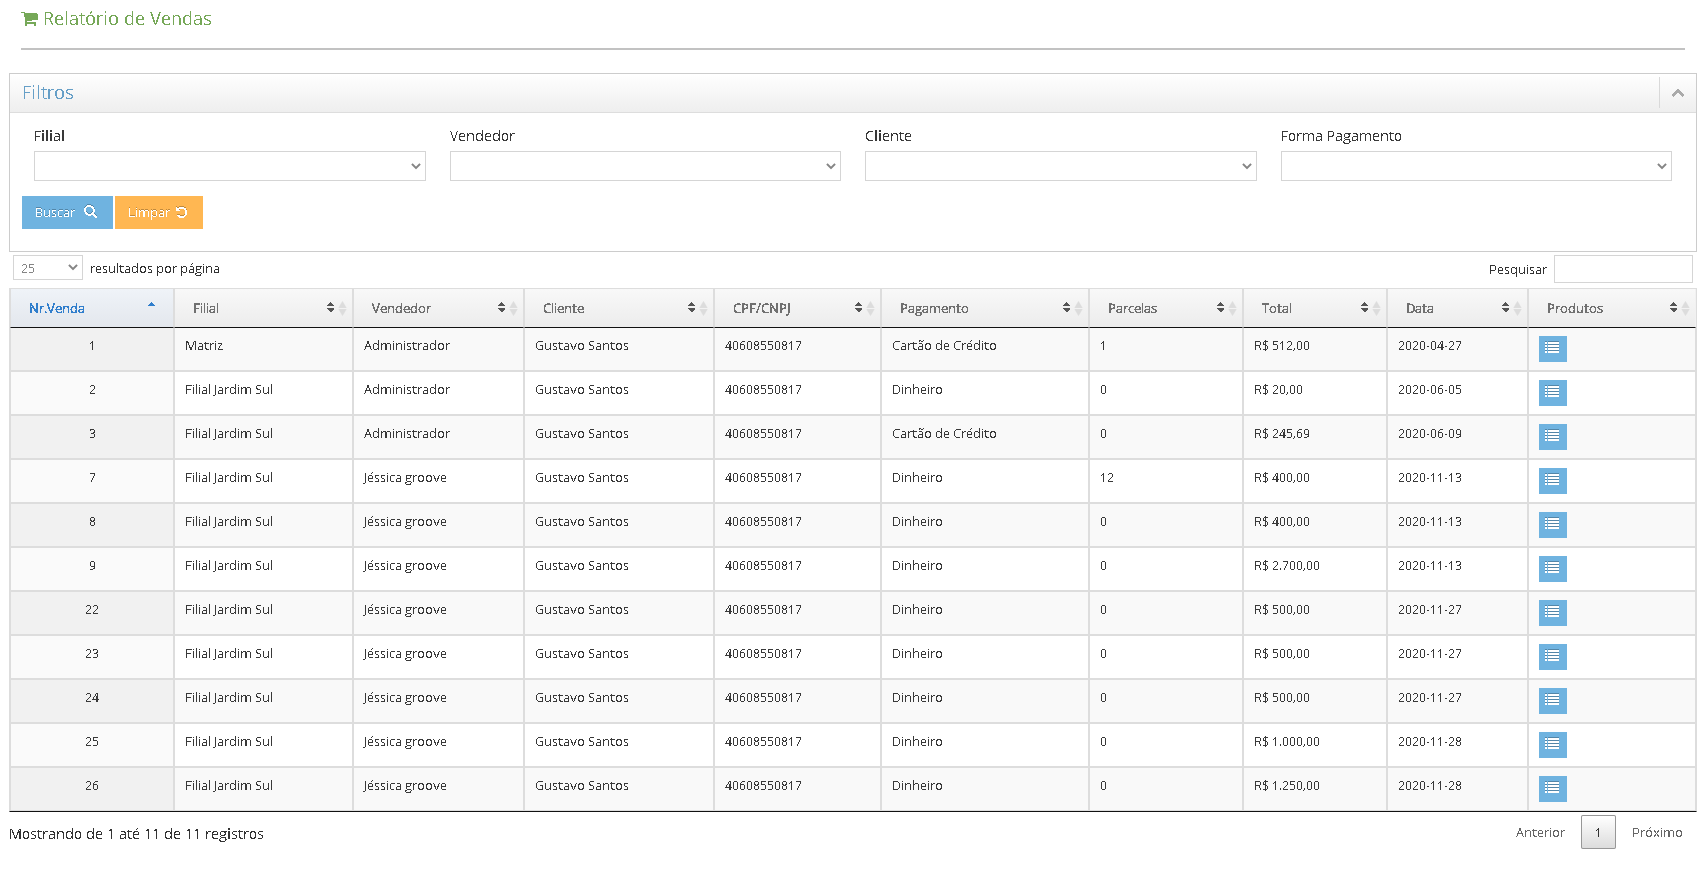 Relatório de Vendas
Filtros
Filial Vendedor Cliente Forma Pagamento
Buscar Limpar
25 resultados por página Pesquisar
Nr.Venda Filial Vendedor Cliente CPF/CNPJ Pagamento Parcelas Total Data Produtos
1 Matriz Administrador Gustavo Santos 40608550817 Cartão de Crédito 1 R$ 512,00 2020-04-27
2 Filial Jardim Sul Administrador Gustavo Santos 40608550817 Dinheiro 0 R$ 20,00 2020-06-05
3 Filial Jardim Sul Administrador Gustavo Santos 40608550817 Cartão de Crédito 0 R$ 245,69 2020-06-09
7 Filial Jardim Sul Jéssica groove Gustavo Santos 40608550817 Dinheiro 12 R$ 400,00 2020-11-13
8 Filial Jardim Sul Jéssica groove Gustavo Santos 40608550817 Dinheiro 0 R$ 400,00 2020-11-13
9 Filial Jardim Sul Jéssica groove Gustavo Santos 40608550817 Dinheiro 0 R$ 2.700,00 2020-11-13
22 Filial Jardim Sul Jéssica groove Gustavo Santos 40608550817 Dinheiro 0 R$ 500,00 2020-11-27
23 Filial Jardim Sul Jéssica groove Gustavo Santos 40608550817 Dinheiro 0 R$ 500,00 2020-11-27
24 Filial Jardim Sul Jéssica groove Gustavo Santos 40608550817 Dinheiro 0 R$ 500,00 2020-11-27
25 Filial Jardim Sul Jéssica groove Gustavo Santos 40608550817 Dinheiro 0 R$ 1.000,00 2020-11-28
26 Filial Jardim Sul Jéssica groove Gustavo Santos 40608550817 Dinheiro 0 R$ 1.250,00 2020-11-28
Mostrando de 1 até 11 de 11 registros Anterior 1 Próximo